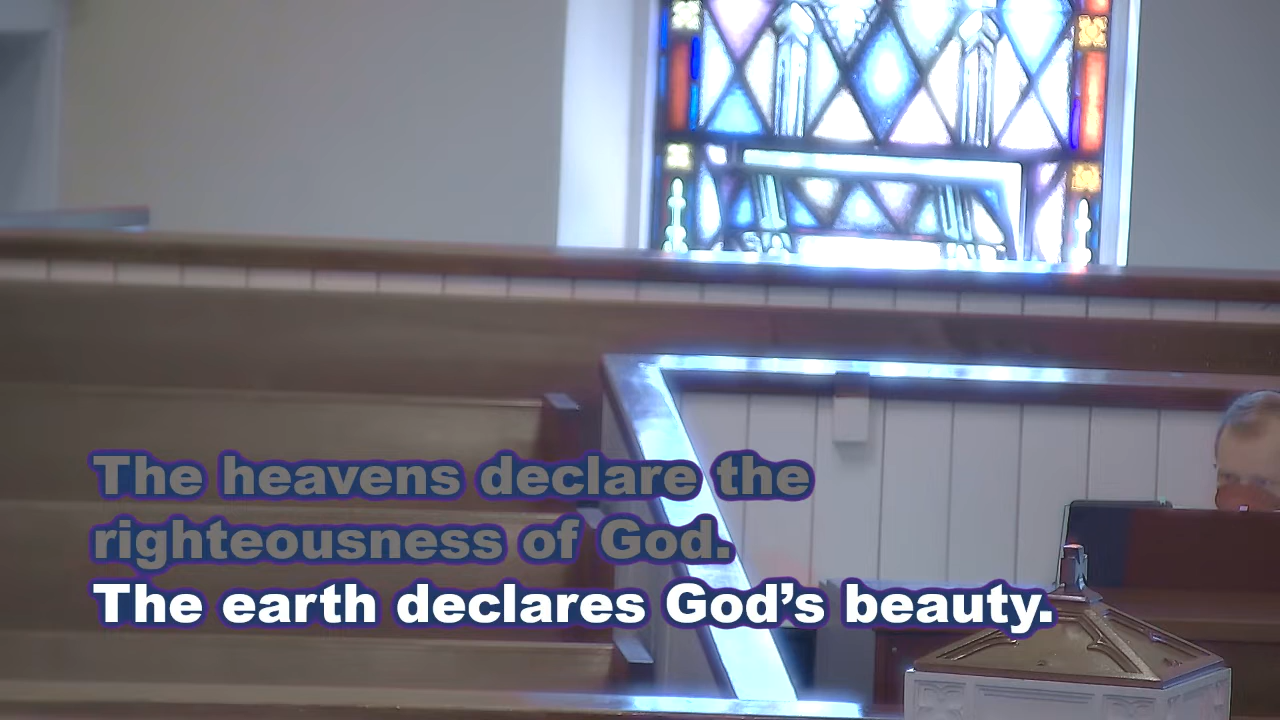 The heavens declare the
righteousness of God.
The earth declares God’s beauty.